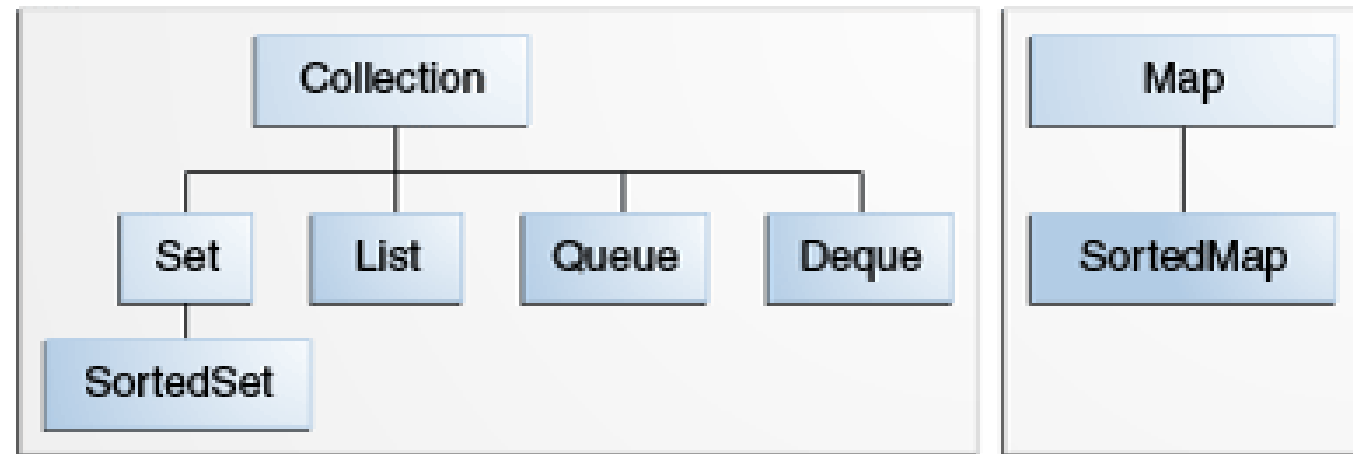 Collection
Map
Set
List
Queue
Deque
SortedMap
SortedSet